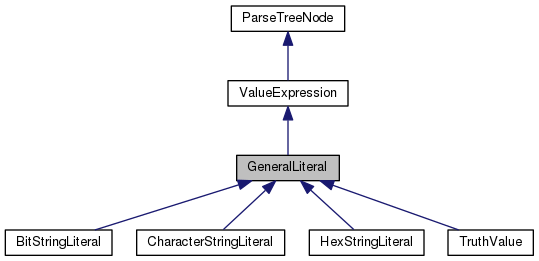 ParseTreeNode
ValueExpression
GeneralLiteral
BitStringLiteral
CharacterStringLiteral
HexStringLiteral
TruthValue